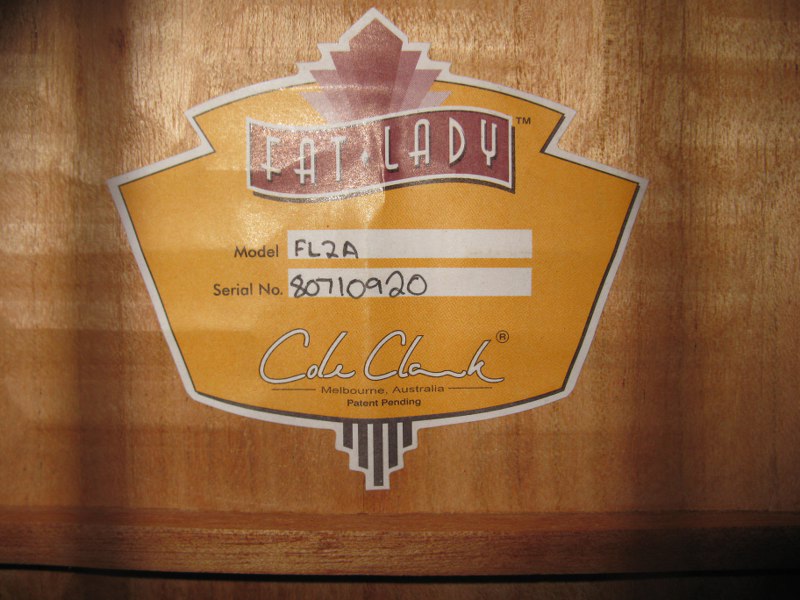 FAT LADY™
Model FL2A
Serial No. 80710920
Cole Clark®
Melbourne, Australia
Patent Pending